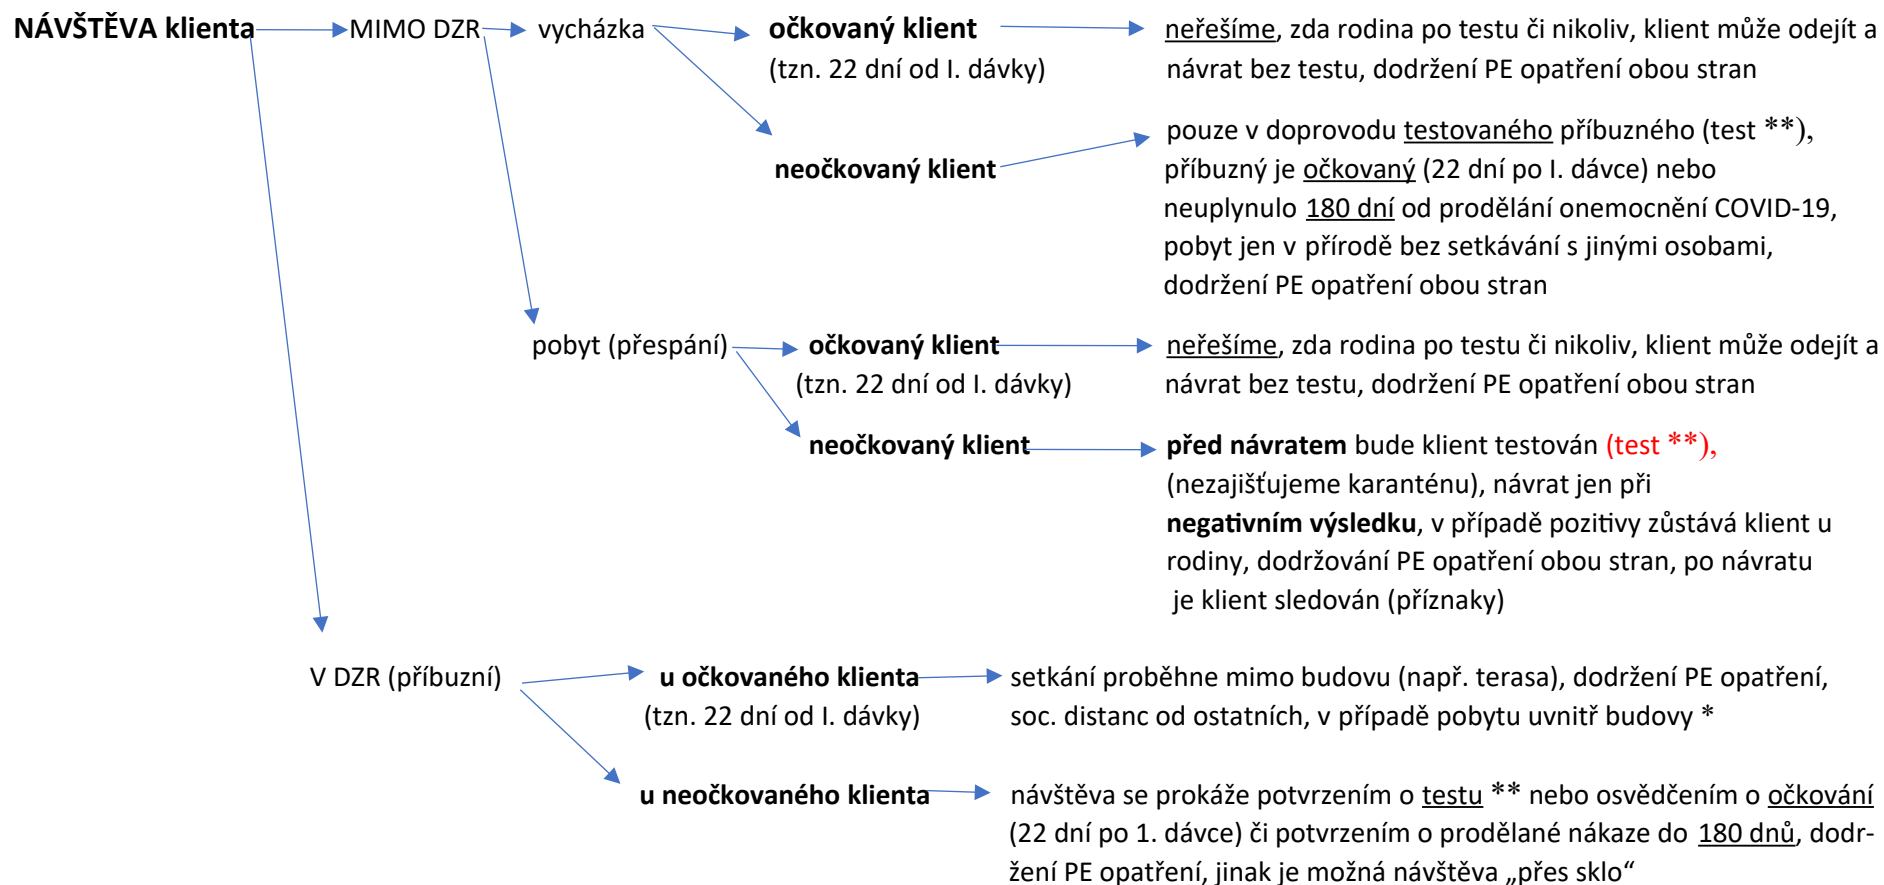 NÁVŠTĚVA klienta MIMO DZR vycházka očkovaný klient neřešíme, zda rodina po testu či nikoliv, klient může odejít a
(tzn. 22 dní od I. dávky) návrat bez testu, dodržení PE opatření obou stran
pouze v doprovodu testovaného příbuzného (test **),
neočkovaný klient příbuzný je očkovaný (22 dní po I. dávce) nebo
neuplynulo 180 dní od prodělání onemocnění COVID-19,
pobyt jen v přírodě bez setkávání s jinými osobami,
dodržení PE opatření obou stran
pobyt (přespání) očkovaný klient neřešíme, zda rodina po testu či nikoliv, klient může odejít a
(tzn. 22 dní od I. dávky) návrat bez testu, dodržení PE opatření obou stran
neočkovaný klient před návratem bude klient testován (test **),
(nezajišťujeme karanténu), návrat jen při
negativním výsledku, v případě pozitivy zůstává klient u
rodiny, dodržování PE opatření obou stran, po návratu
je klient sledován (příznaky)
V DZR (příbuzní) u očkovaného klienta setkání proběhne mimo budovu (např. terasa), dodržení PE opatření,
(tzn. 22 dní od I. dávky) soc. distanc od ostatních, v případě pobytu uvnitř budovy *
u neočkovaného klienta návštěva se prokáže potvrzením o testu ** nebo osvědčením o očkování
(22 dní po 1. dávce) či potvrzením o prodělané nákaze do 180 dnů, dodr-
žení PE opatření, jinak je možná návštěva „přes sklo“